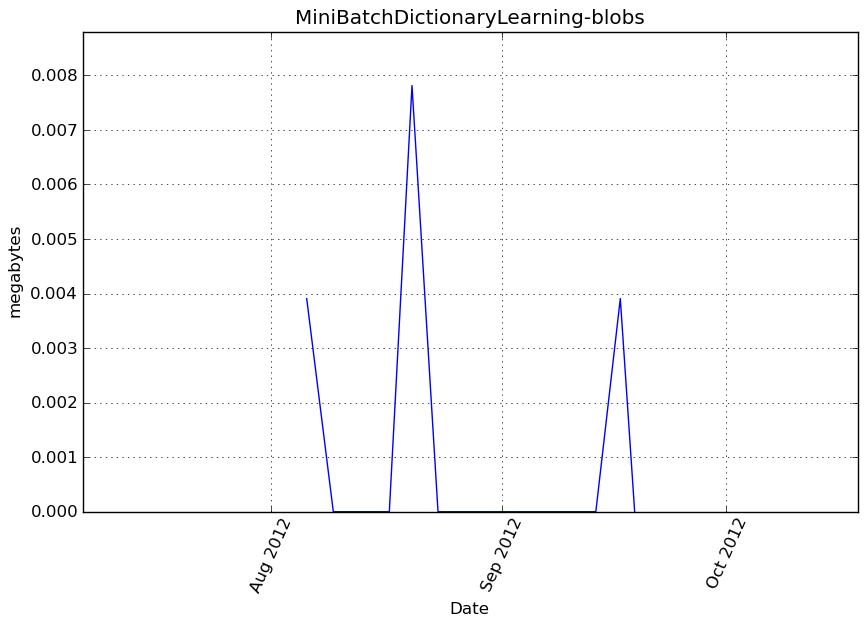 MiniBatchDictionaryLearning-blobs
0.008
0.007
0.006
0.005
0.004
0.003
0.002
0.001
0.000
megabytes
Aug 2012
Sep 2012
Oct 2012
Date